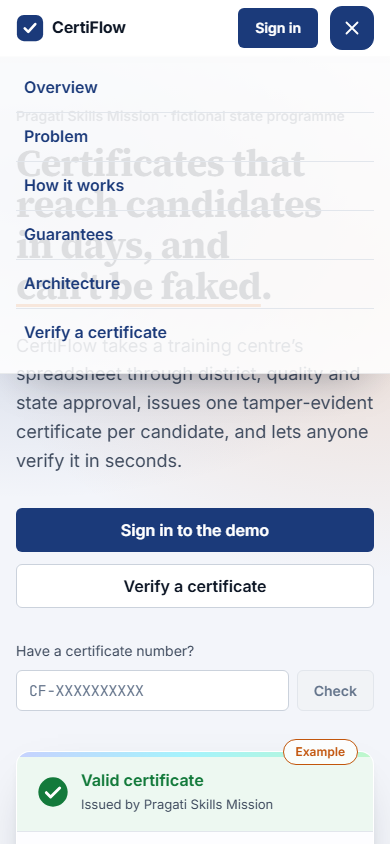 CertiFlow
Sign in
Overview
Pragati Skills Mission · fictional state programme
Problem
Certificates that
How it works
reach candidates
Guarantees
in days, and
Architecture
can't be faked.
Verify a certificate
CertiFlow takes a training centre's
spreadsheet through district, quality and
state approval, issues one tamper-evident
certificate per candidate, and lets anyone
verify it in seconds.
Sign in to the demo
Verify a certificate
Have a certificate number?
CF-XXXXXXXXXX
Check
Example
Valid certificate
Issued by Pragati Skills Mission